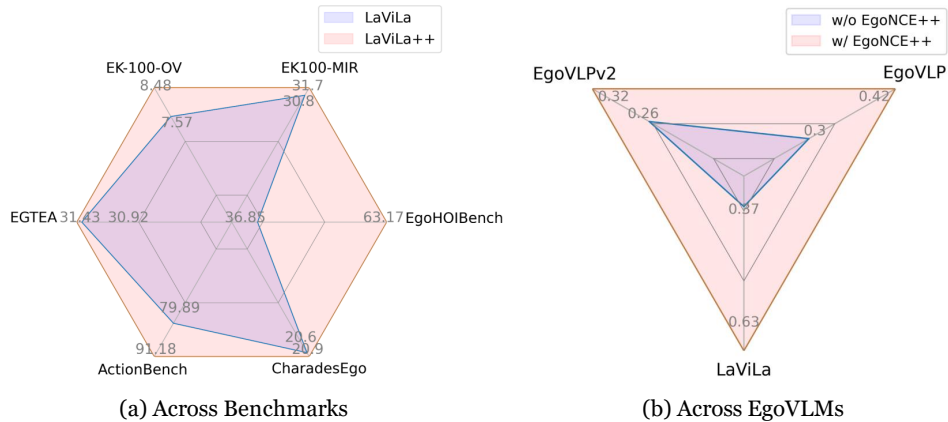 LaViLa
LaViLa++
EK-100-OV
EK100-MIR
8.48
31.7
30.8
7.57
EGTEA
31.43
30.92
36.85
63.17
EgoHOIBench
79.89
20.6
91.18
20.9
ActionBench
CharadesEgo
(a) Across Benchmarks
w/o EgoNCE++
w/ EgoNCE++
EgoVLPv2
EgoVLP
0.32
0.42
0.26
0.3
0.37
0.63
LaViLa
(b) Across EgoVLMs